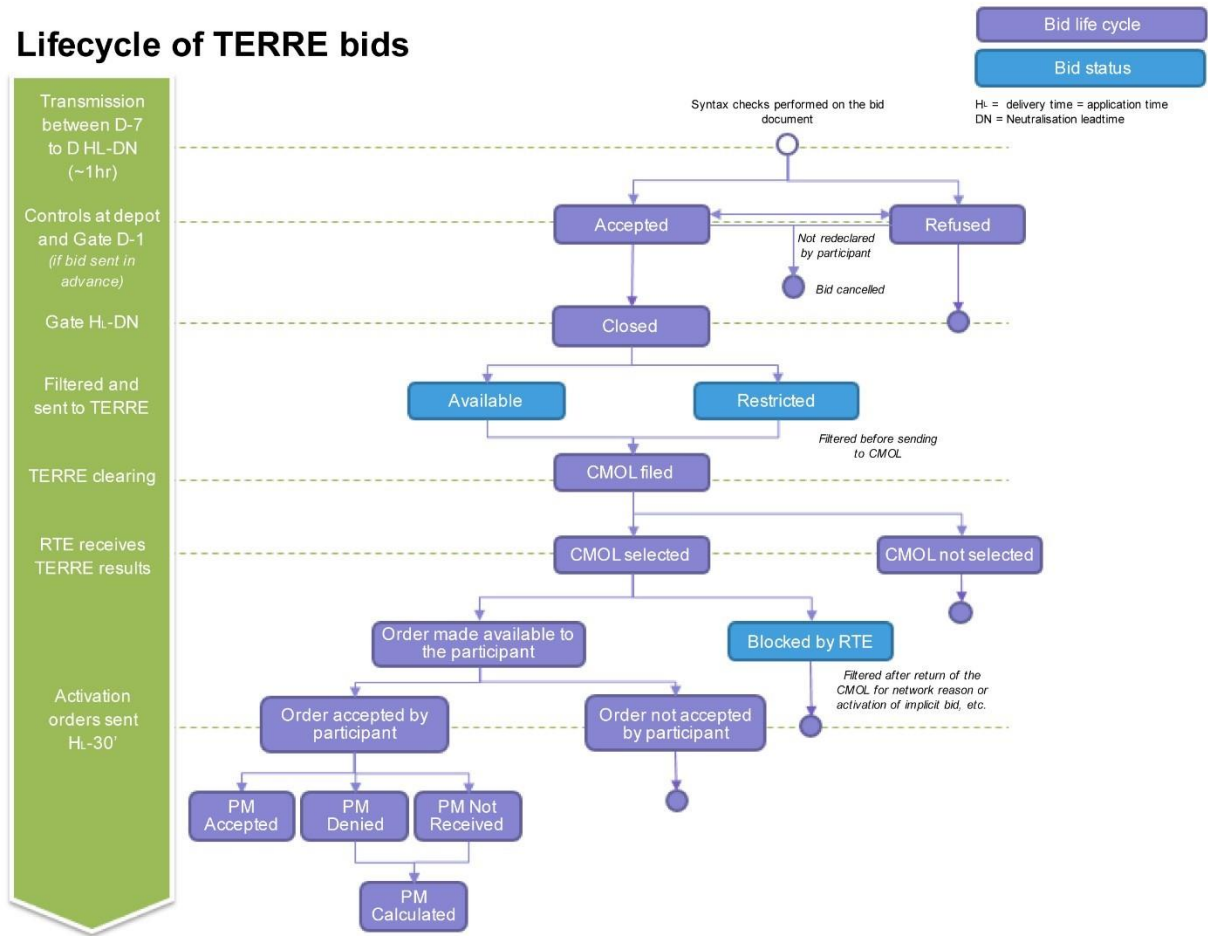 Lifecycle of TERRE bids
Bid life cycle
Bid status
HL = delivery time = application time
DN = Neutralisation leadtime
Transmission
between D-7
to D HL-DN
(~1hr)
Syntax checks performed on the bid
document
Controls at depot
and Gate D-1
(if bid sent in
advance)
Accepted
Refused
Not redeclared
by participant
Bid cancelled
Gate HL-DN
Closed
Filtered and
sent to TERRE
Available
Restricted
Filtered before sending
to CMOL
TERRE clearing
CMOL filed
RTE receives
TERRE results
CMOL selected
CMOL not selected
Order made available to
the participant
Blocked by RTE
Filtered after return of the
CMOL for network reason or
activation of implicit bid, etc.
Activation
orders sent
HL-30’
Order accepted by
participant
Order not accepted
by participant
PM
Accepted
PM
Denied
PM Not
Received
PM
Calculated